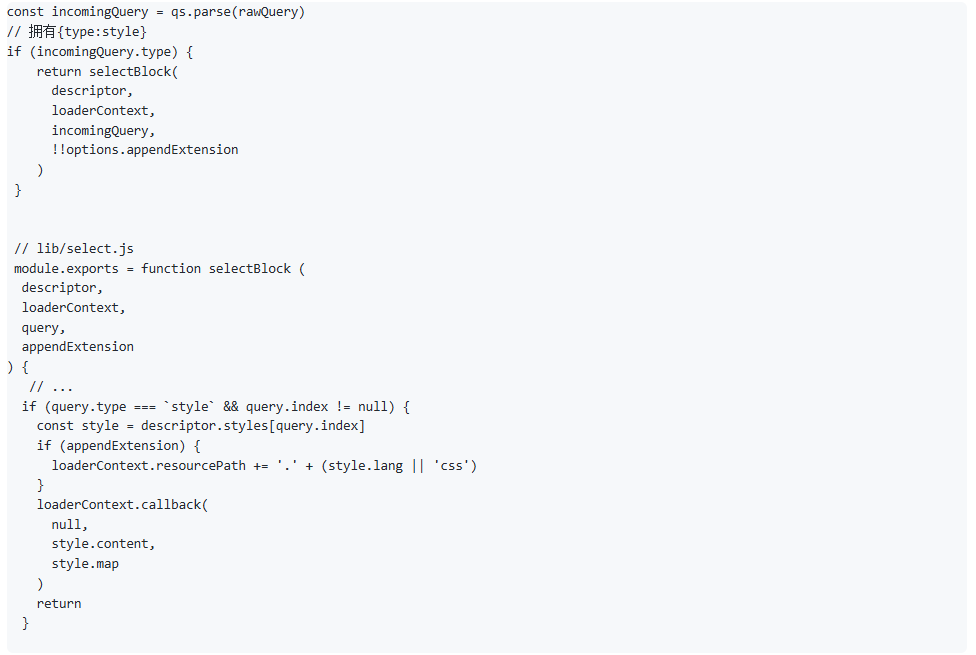 const incomingQuery = qs.parse(rawQuery)
// 拥有{type:style}
if (incomingQuery.type) {
    return selectBlock(
      descriptor,
      loaderContext,
      incomingQuery,
      !!options.appendExtension
    )
 }
 // lib/select.js
 module.exports = function selectBlock (
  descriptor,
  loaderContext,
  query,
  appendExtension
) {
   // ...
  if (query.type === `style` && query.index != null) {
    const style = descriptor.styles[query.index]
    if (appendExtension) {
      loaderContext.resourcePath += '.' + (style.lang || 'css')
    }
    loaderContext.callback(
      null,
      style.content,
      style.map
    )
    return
  }